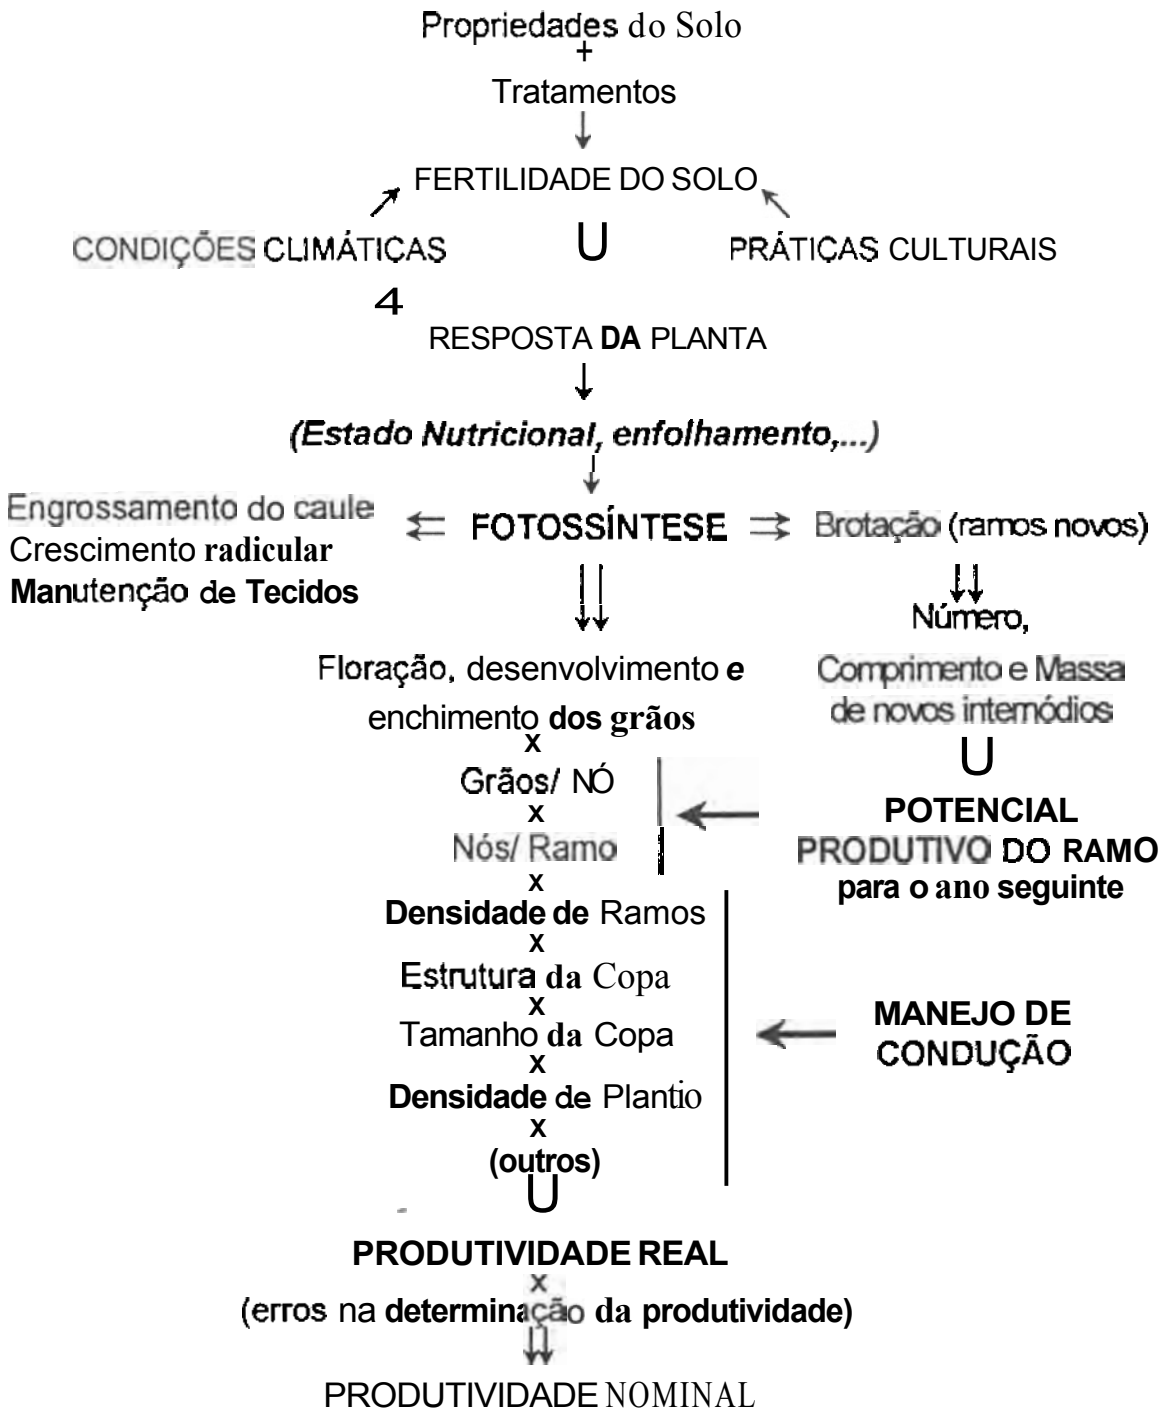 Propriedades do Solo
+
Tratamentos
FERTILIDADE DO SOLO
CONDIÇÕES CLIMÁTICAS U PRÁTICAS CULTURAIS
4
RESPOSTA DA PLANTA
(Estado Nutricional, enfolhamento,...)
Engrossamento do caule
Crescimento radicular
Manutenção de Tecidos
FOTOSSÍNTESE
Brotação (ramos novos)
Número,
Comprimento e Massa
de novos internódios
U
POTENCIAL
PRODUTIVO DO RAMO
para o ano seguinte
Floração, desenvolvimento e
enchimento dos grãos
x
Grãos/ NÓ
x
Nós/ Ramo
x
Densidade de Ramos
x
Estrutura da Copa
x
Tamanho da Copa
x
Densidade de Plantio
x
(outros)
U
MANEJO DE
CONDUÇÃO
PRODUTIVIDADE REAL
x
(erros na determinação da produtividade)
PRODUTIVIDADE NOMINAL